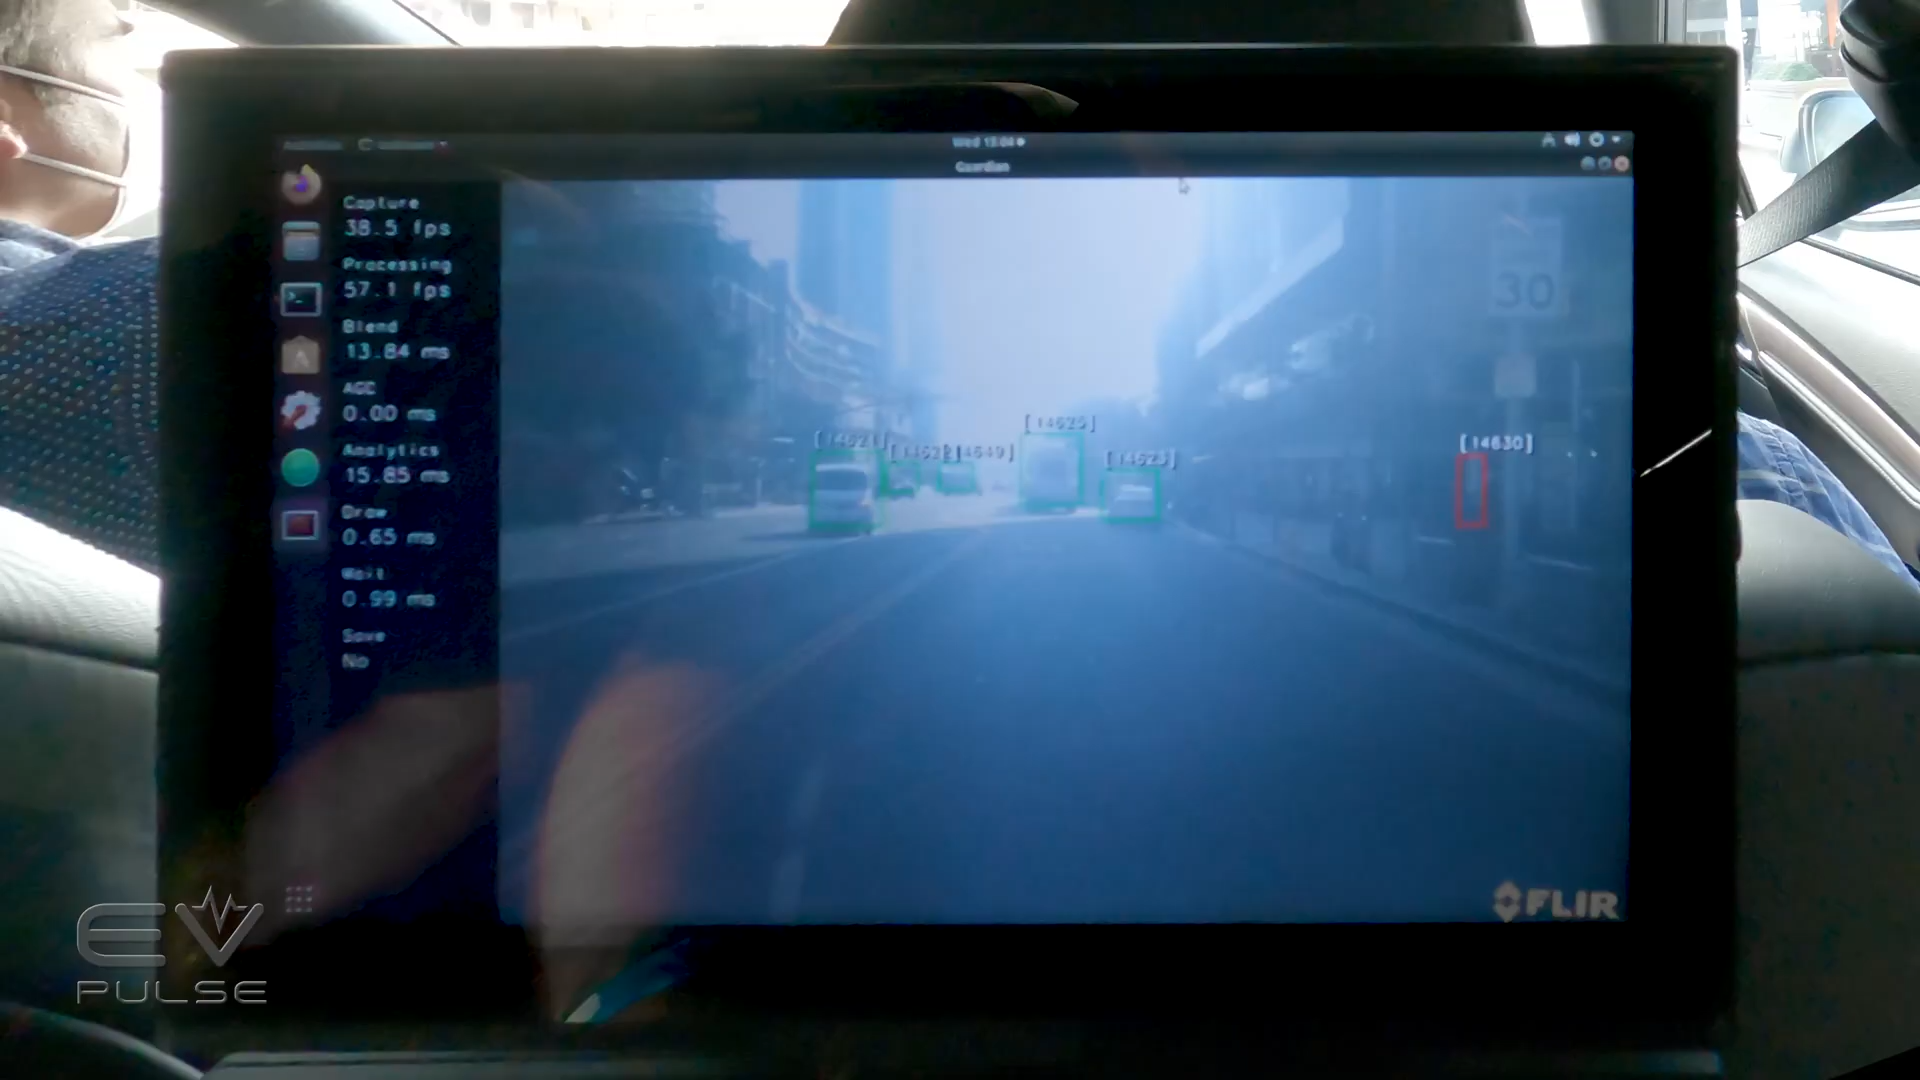 Wed 13:04
Guardian
Capture
38.5 fps
Processing
57.1 fps
Blend
13.84 ms
AGC
0.00 ms
Analytics
15.85 ms
Draw
0.65 ms
Wait
0.99 ms
Save
No
30
[14621]
[14649]
[14625]
[14623]
[14630]
FLIR
EV
PULSE